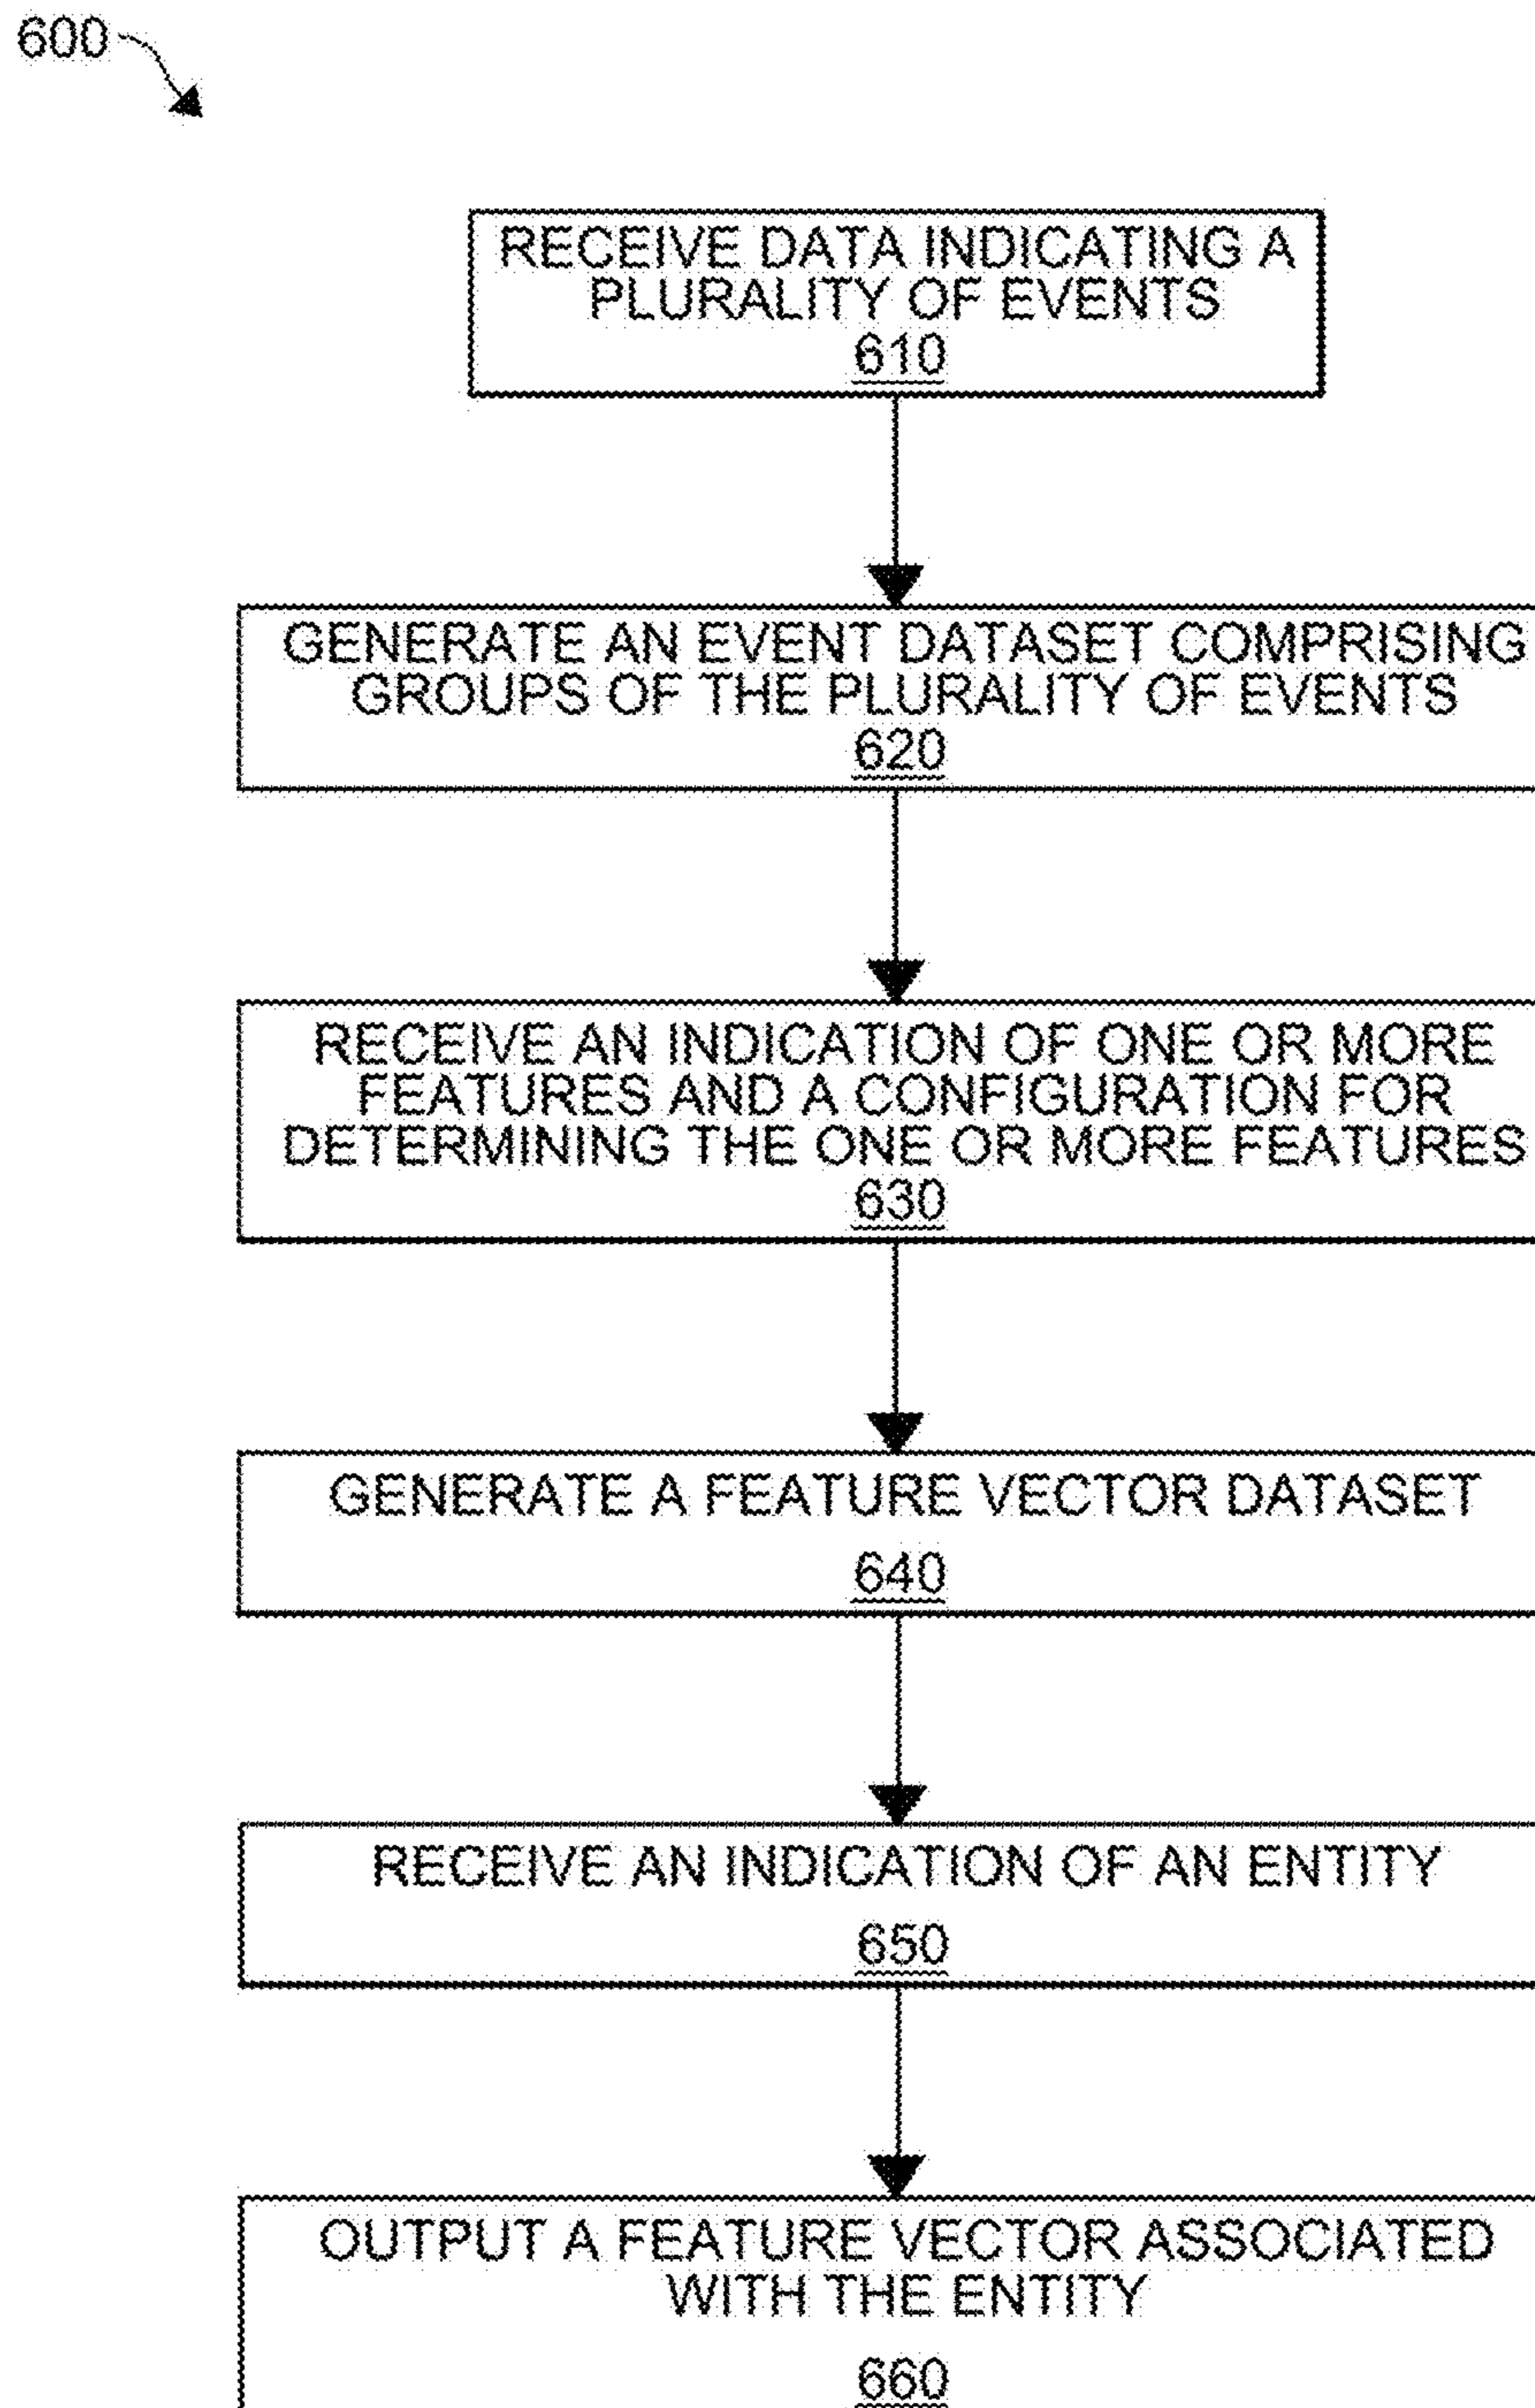 600
RECEIVE DATA INDICATING A
PLURALITY OF EVENTS
610
GENERATE AN EVENT DATASET COMPRISING
GROUPS OF THE PLURALITY OF EVENTS
620
RECEIVE AN INDICATION OF ONE OR MORE
FEATURES AND A CONFIGURATION FOR
DETERMINING THE ONE OR MORE FEATURES
630
GENERATE A FEATURE VECTOR DATASET
640
RECEIVE AN INDICATION OF AN ENTITY
650
OUTPUT A FEATURE VECTOR ASSOCIATED
WITH THE ENTITY
660